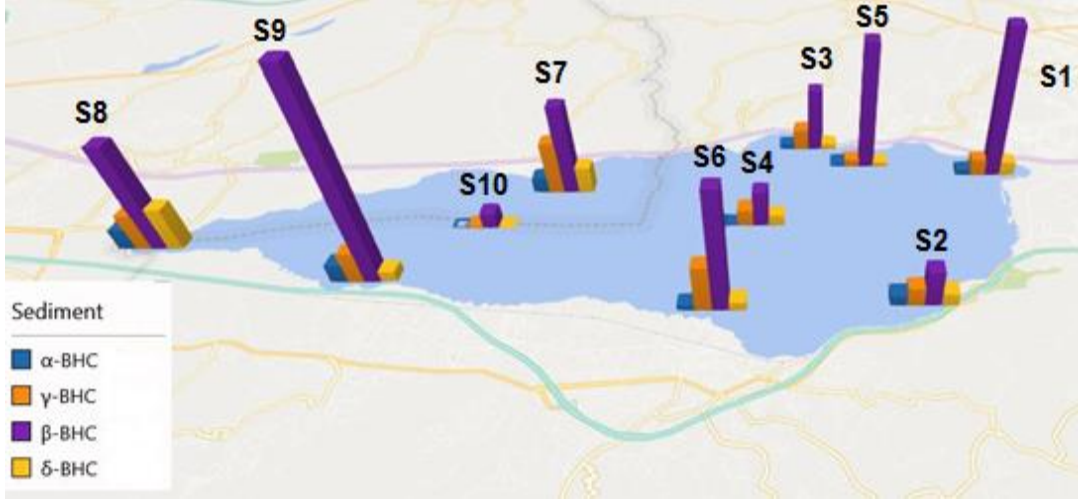 S5
S9
S3
S1
S7
S8
S6
S4
S10
S2
Sediment
α-BHC
γ-BHC
β-BHC
δ-BHC